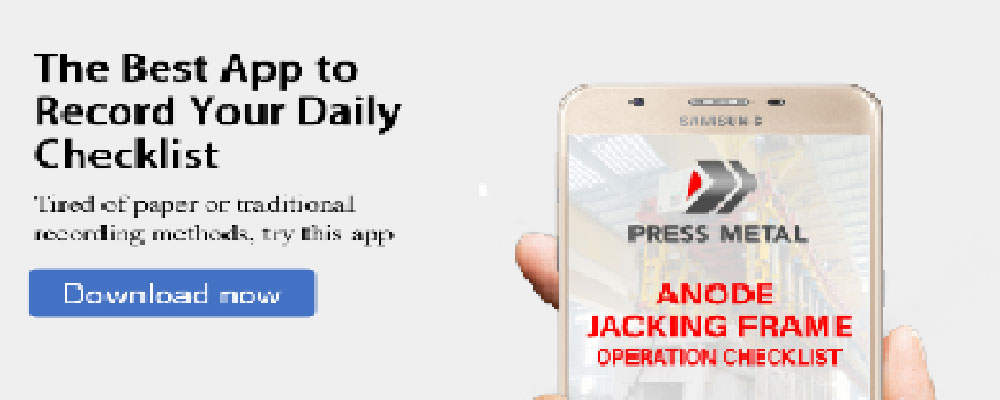 The Best App to
Record Your Daily
Checklist
Tired of paper or traditional
recording methods, try this app
Download now
SAMSUNG
PRESS METAL
ANODE
JACKING FRAME
OPERATION CHECKLIST